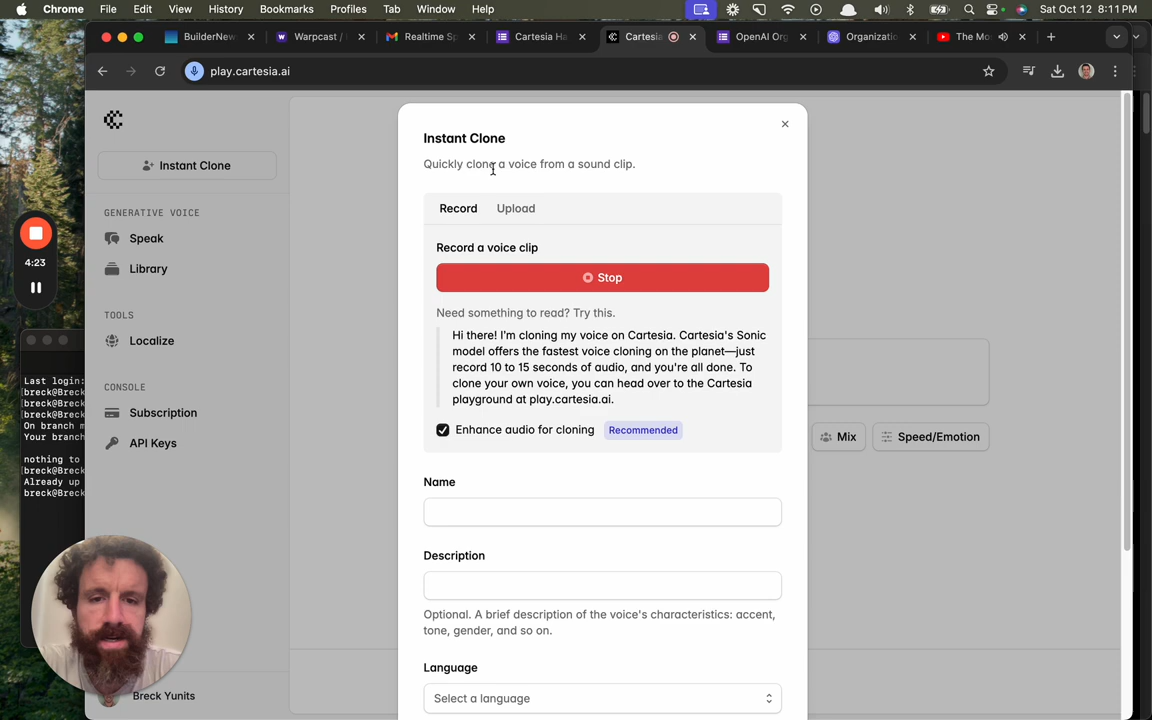 Chrome File Edit View History Bookmarks Profiles Tab Window Help Sat Oct 12 8:11 PM
BuilderNew Warpcast / Realtime Sp Cartesia Ha Cartesia OpenAI Org Organizatio The Mo
play.cartesia.ai
Instant Clone
GENERATIVE VOICE
Speak
Library
TOOLS
Localize
CONSOLE
Subscription
API Keys
Breck Yunits
4:23
Last login:
breck@Breck
breck@Breck
breck@Breck
On branch m
Your branch
nothing to
breck@Breck
Already up
breck@Breck
Instant Clone
Quickly clone a voice from a sound clip.
Record Upload
Record a voice clip
Stop
Need something to read? Try this.
Hi there! I'm cloning my voice on Cartesia. Cartesia's Sonic
model offers the fastest voice cloning on the planet—just
record 10 to 15 seconds of audio, and you're all done. To
clone your own voice, you can head over to the Cartesia
playground at play.cartesia.ai.
Enhance audio for cloning Recommended
Name
Description
Optional. A brief description of the voice's characteristics: accent,
tone, gender, and so on.
Language
Select a language
Mix Speed/Emotion